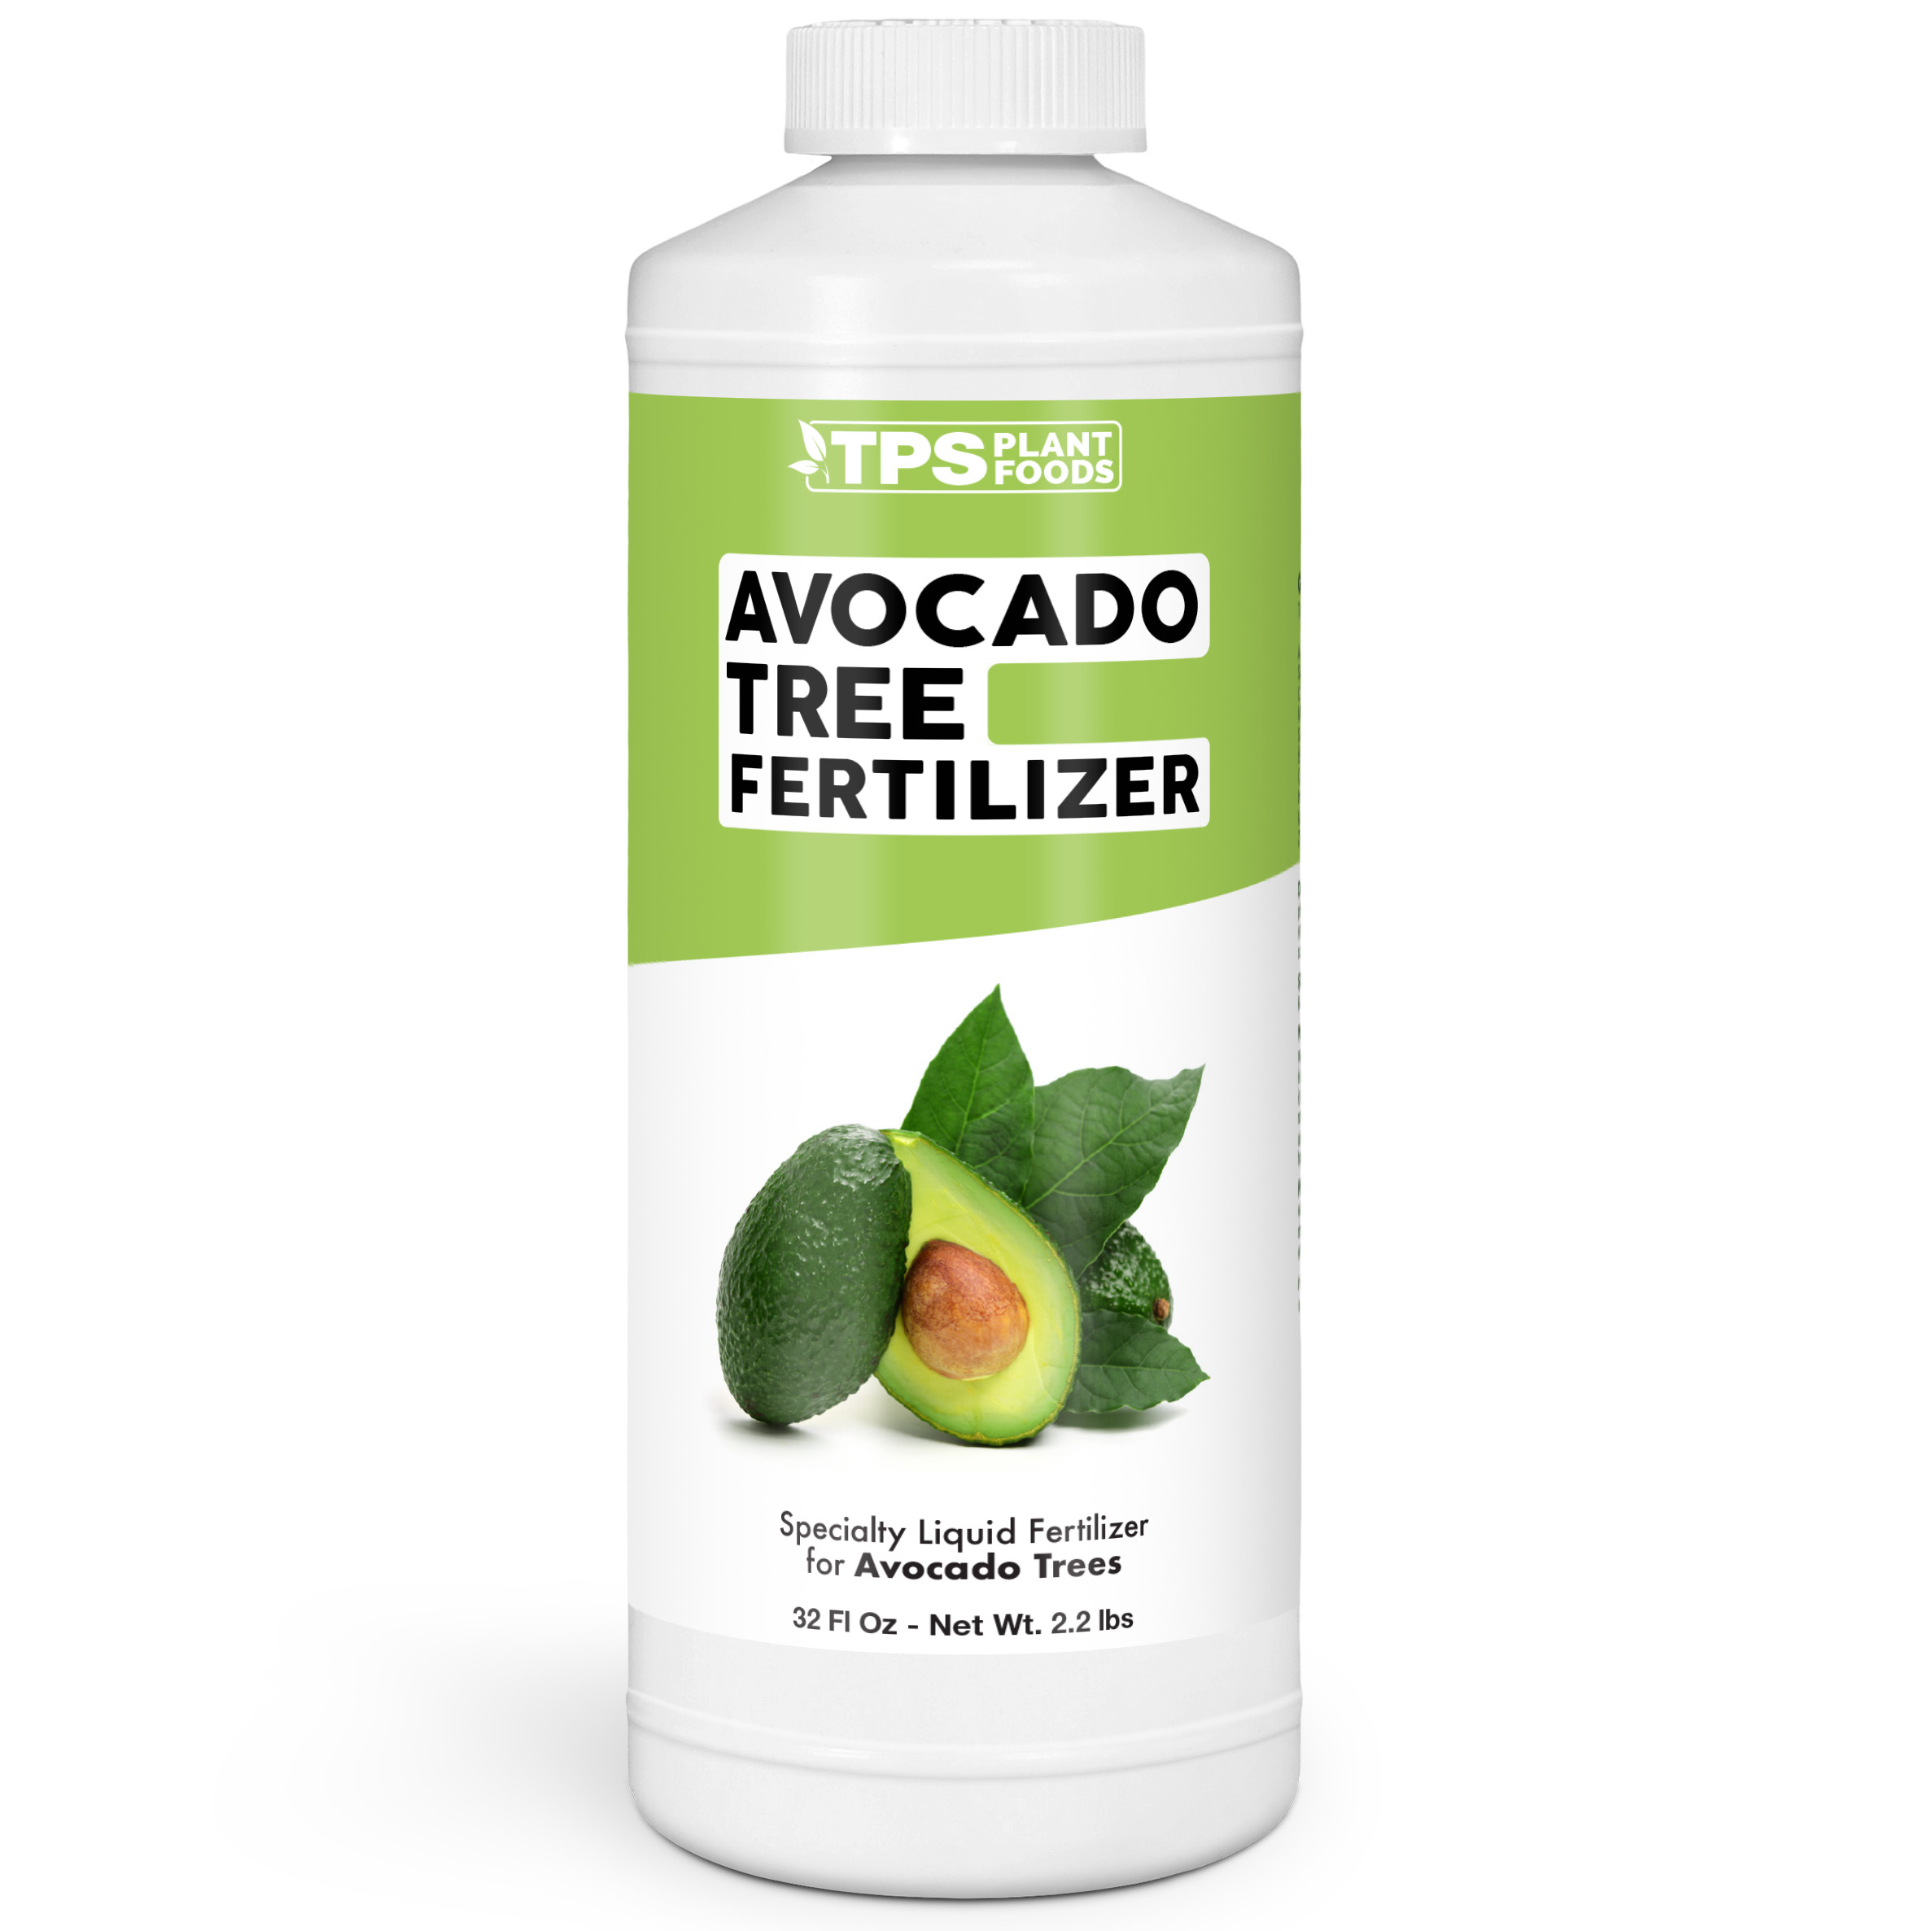 TPS PLANT FOODS
AVOCADO
TREE
FERTILIZER
Specialty Liquid Fertilizer
for Avocado Trees
32 Fl Oz - Net Wt. 2.2 lbs